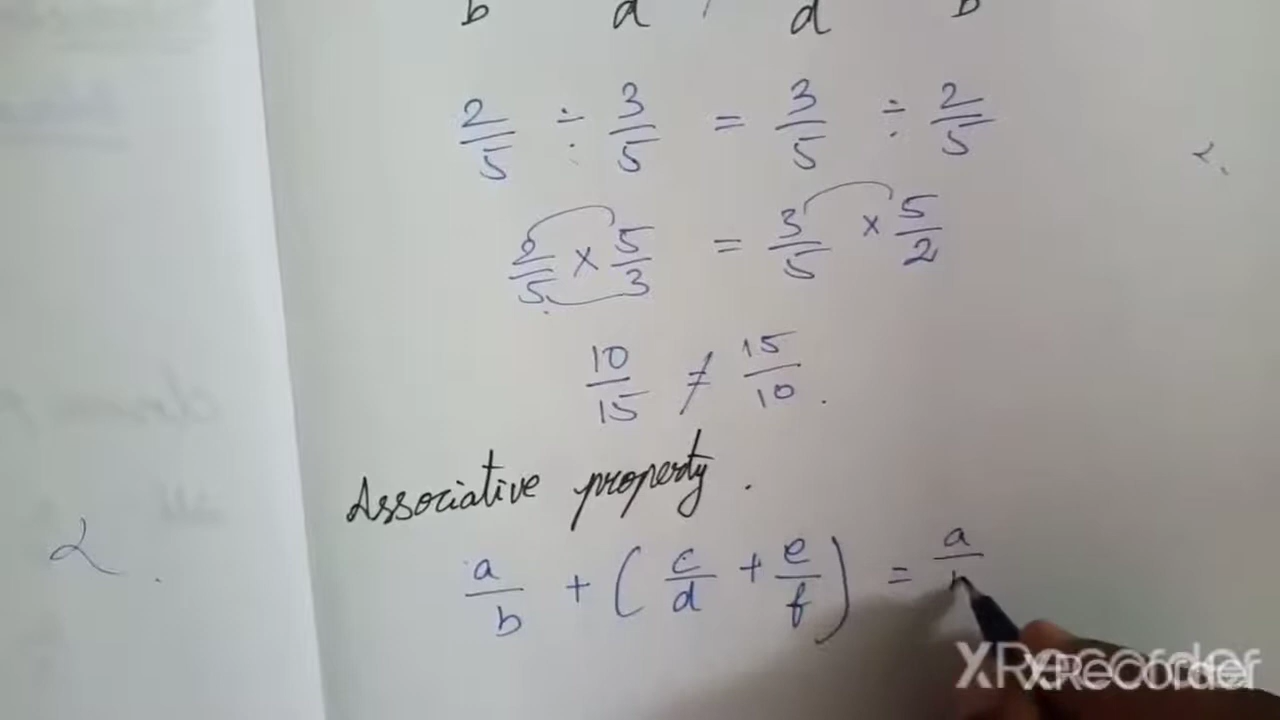 b d , d b
2/5 ÷ 3/5 = 3/5 ÷ 2/5
2/5 × 5/3 = 3/5 × 5/2
10/15 ≠ 15/10 .
Associative property .
a/b + ( c/d + e/f ) = a/
XRecorder
XRecorder